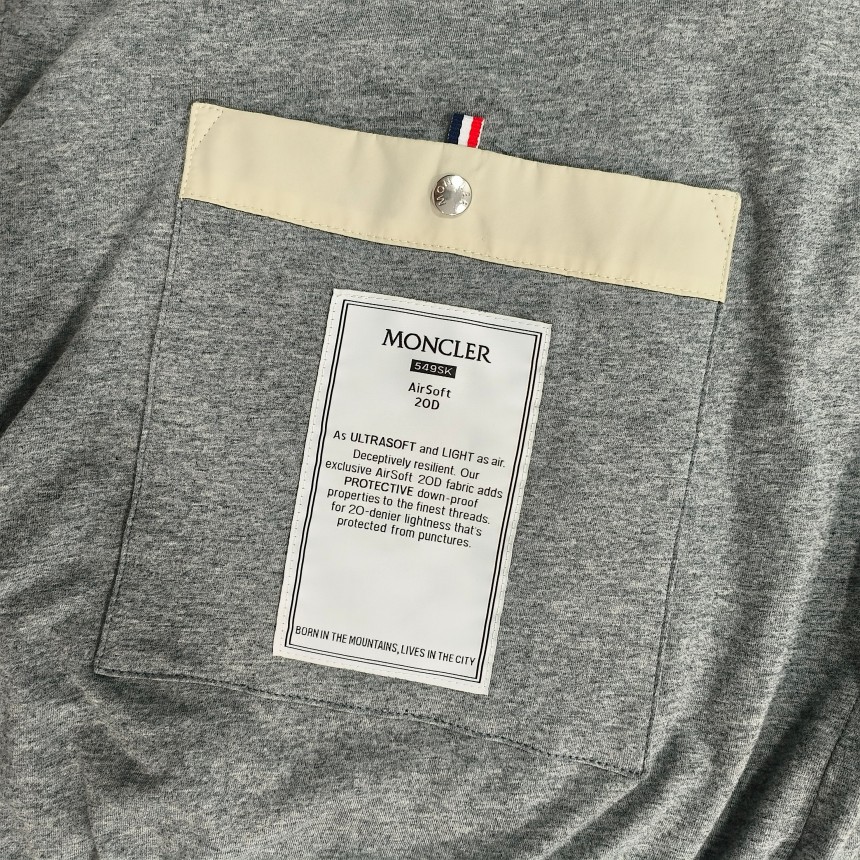 MONCLER
MONCLER
549SK
AirSoft
20D
As ULTRASOFT and LIGHT as air.
Deceptively resilient. Our
exclusive AirSoft 20D fabric adds
PROTECTIVE down-proof
properties to the finest threads.
for 20-denier lightness that's
protected from punctures.
BORN IN THE MOUNTAINS, LIVES IN THE CITY